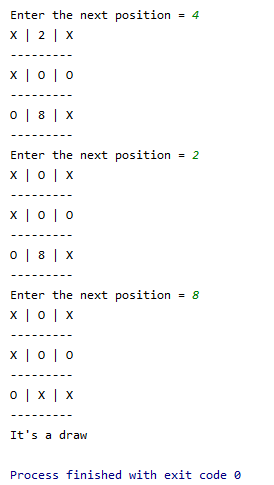 Enter the next position = 4
X | 2 | X
---------
X | O | O
---------
O | 8 | X
---------
Enter the next position = 2
X | O | X
---------
X | O | O
---------
O | 8 | X
---------
Enter the next position = 8
X | O | X
---------
X | O | O
---------
O | X | X
---------
It's a draw
Process finished with exit code 0